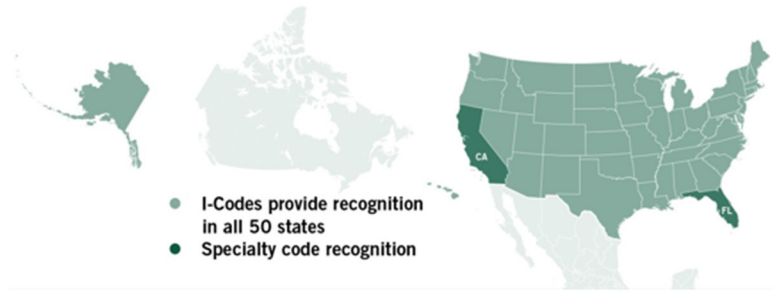 CA
FL
I-Codes provide recognition
in all 50 states
Specialty code recognition